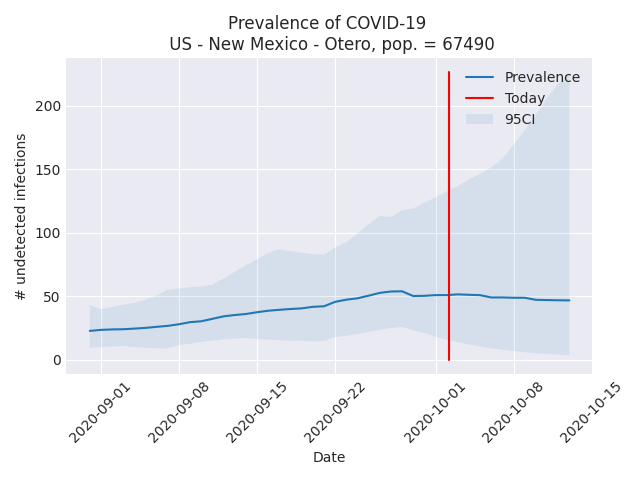 Prevalence of COVID-19
US - New Mexico - Otero, pop. = 67490
Prevalence
Today
95CI
# undetected infections
200
150
100
50
0
2020-09-01
2020-09-08
2020-09-15
2020-09-22
2020-10-01
2020-10-08
2020-10-15
Date